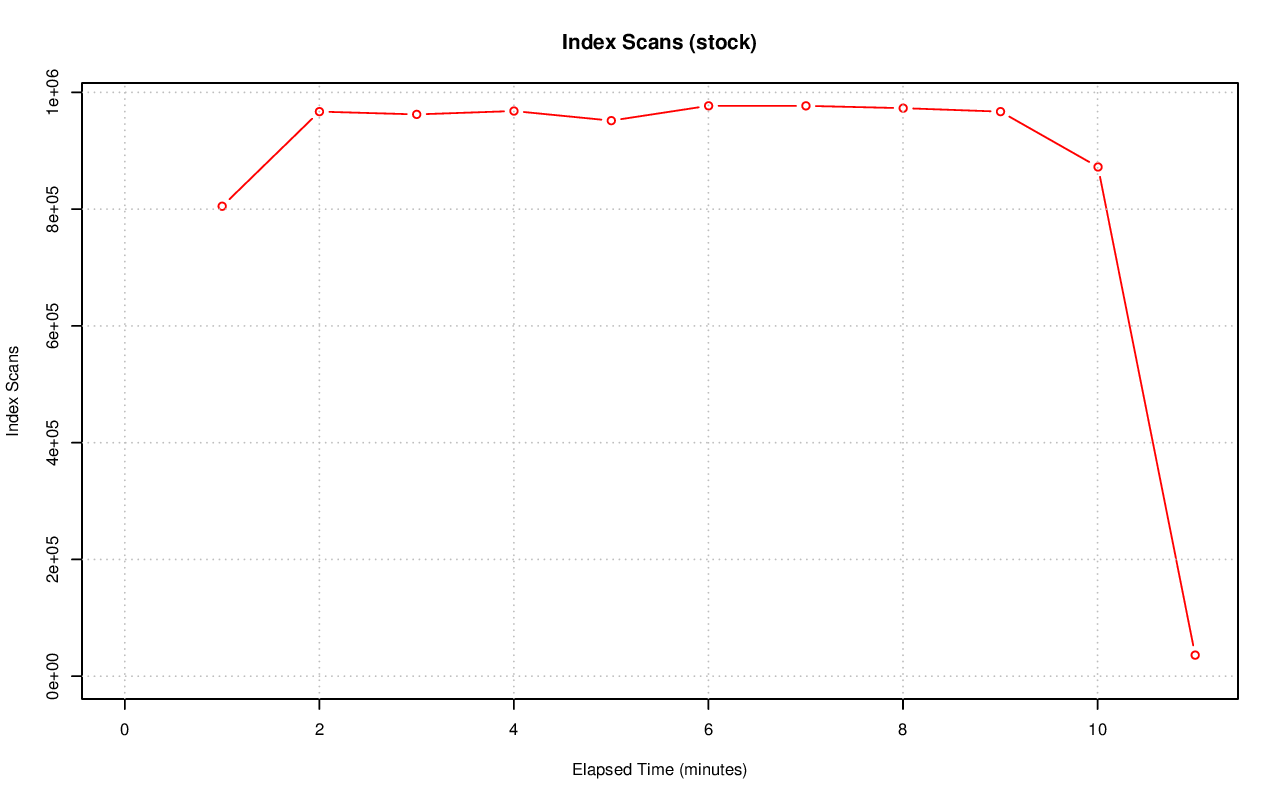 Index Scans (stock)
Index Scans
1e+06
8e+05
6e+05
4e+05
2e+05
0e+00
0 2 4 6 8 10
Elapsed Time (minutes)